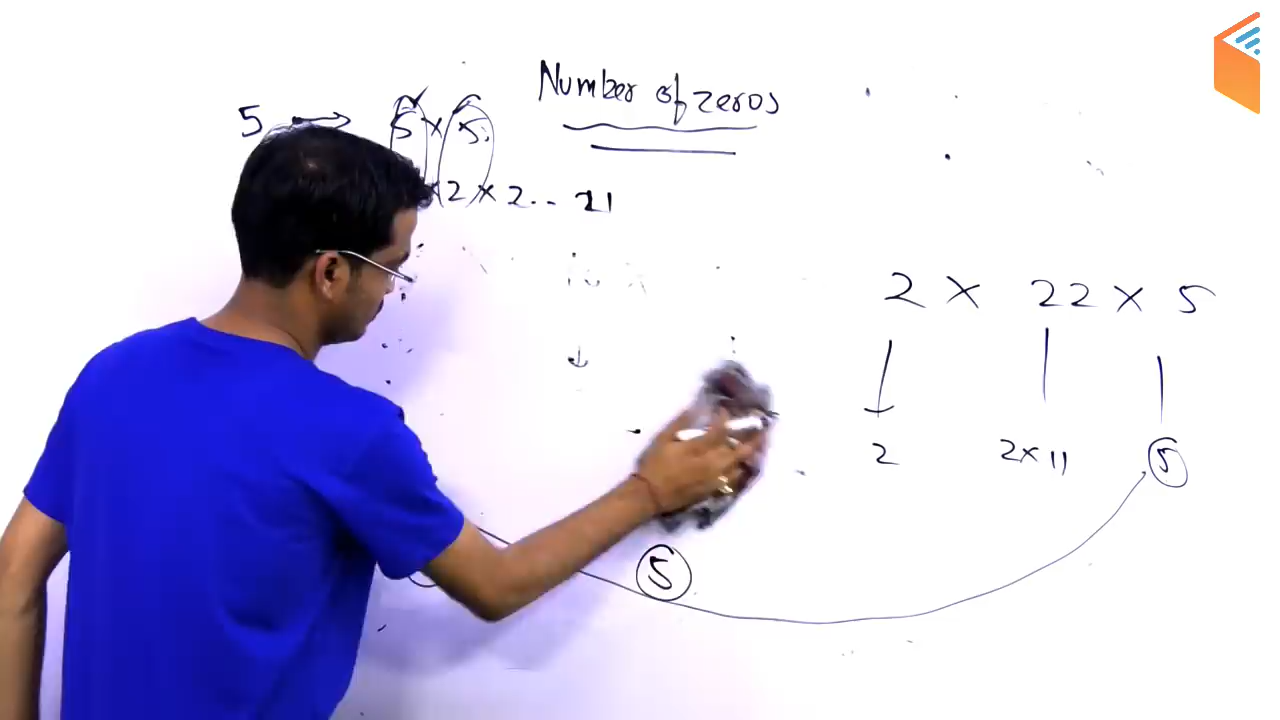 Number of zeros
5 → 5 × 5
× 2 × 2 .. 21
2 × 22 × 5
2 2×11 5
5